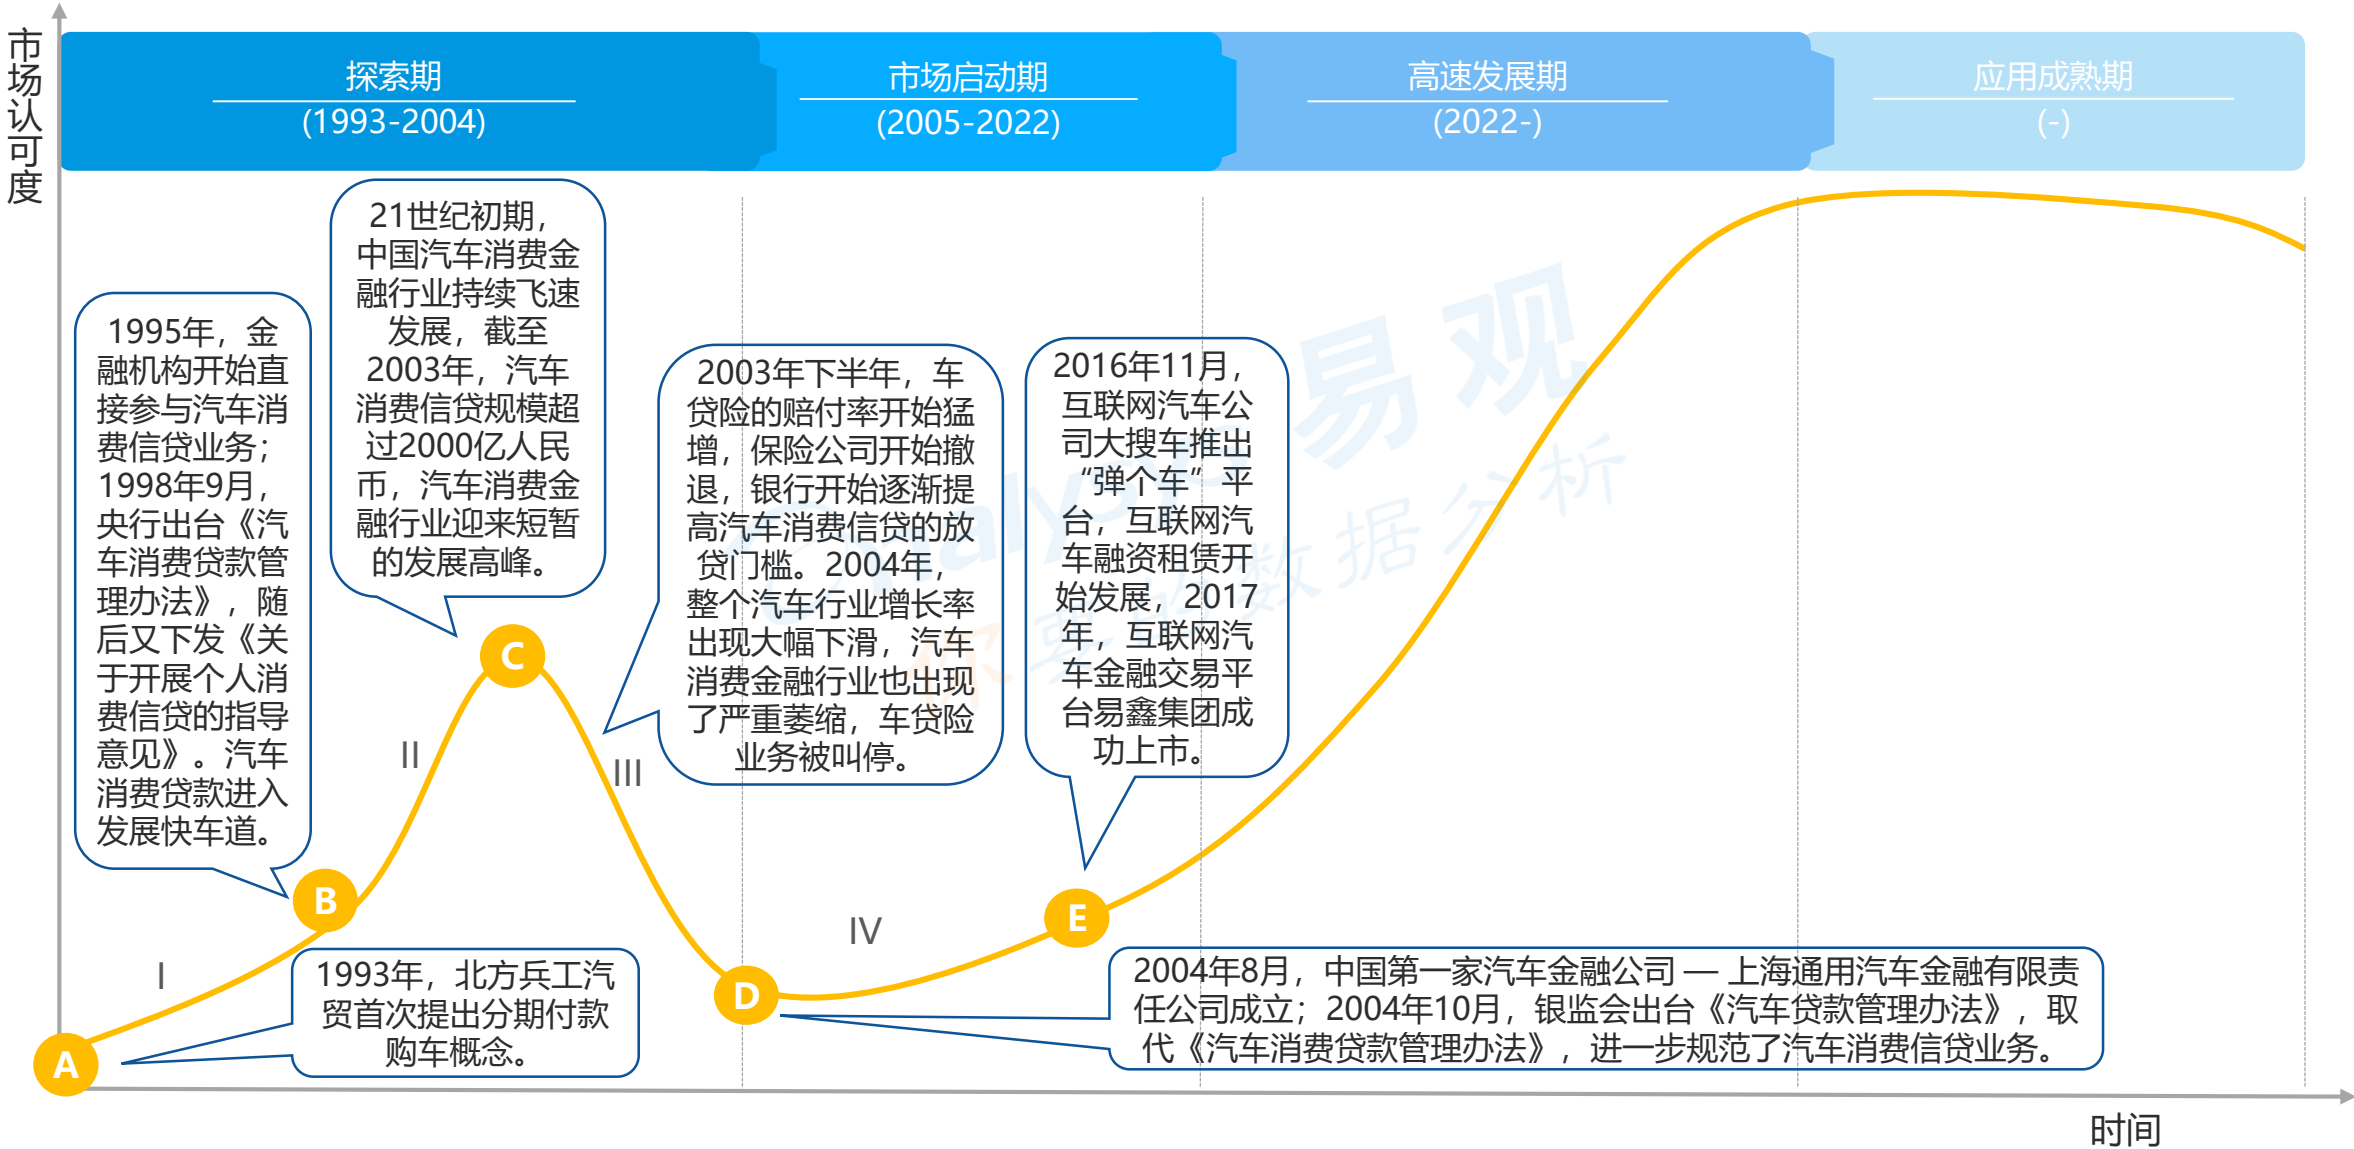 市场认可度
探索期
(1993-2004)
市场启动期
(2005-2022)
高速发展期
(2022-)
应用成熟期
(-)
21世纪初期，
中国汽车消费金
融行业持续飞速
发展，截至
2003年，汽车
消费信贷规模超
过2000亿人民
币，汽车消费金
融行业迎来短暂
的发展高峰。
1995年，金
融机构开始直
接参与汽车消
费信贷业务；
1998年9月，
央行出台《汽
车消费贷款管
理办法》，随
后又下发《关
于开展个人消
费信贷的指导
意见》。汽车
消费贷款进入
发展快车道。
2003年下半年，车
贷险的赔付率开始猛
增，保险公司开始撤
退，银行开始逐渐提
高汽车消费信贷的放
贷门槛。2004年，
整个汽车行业增长率
出现大幅下滑，汽车
消费金融行业也出现
了严重萎缩，车贷险
业务被叫停。
2016年11月，
互联网汽车公
司大搜车推出
“弹个车”平
台，互联网汽
车融资租赁开
始发展，2017
年，互联网汽
车金融交易平
台易鑫集团成
功上市。
易观
你要的数据分析
C
II
III
B
E
IV
I
D
A
1993年，北方兵工汽
贸首次提出分期付款
购车概念。
2004年8月，中国第一家汽车金融公司 — 上海通用汽车金融有限责
任公司成立；2004年10月，银监会出台《汽车贷款管理办法》，取
代《汽车消费贷款管理办法》，进一步规范了汽车消费信贷业务。
时间